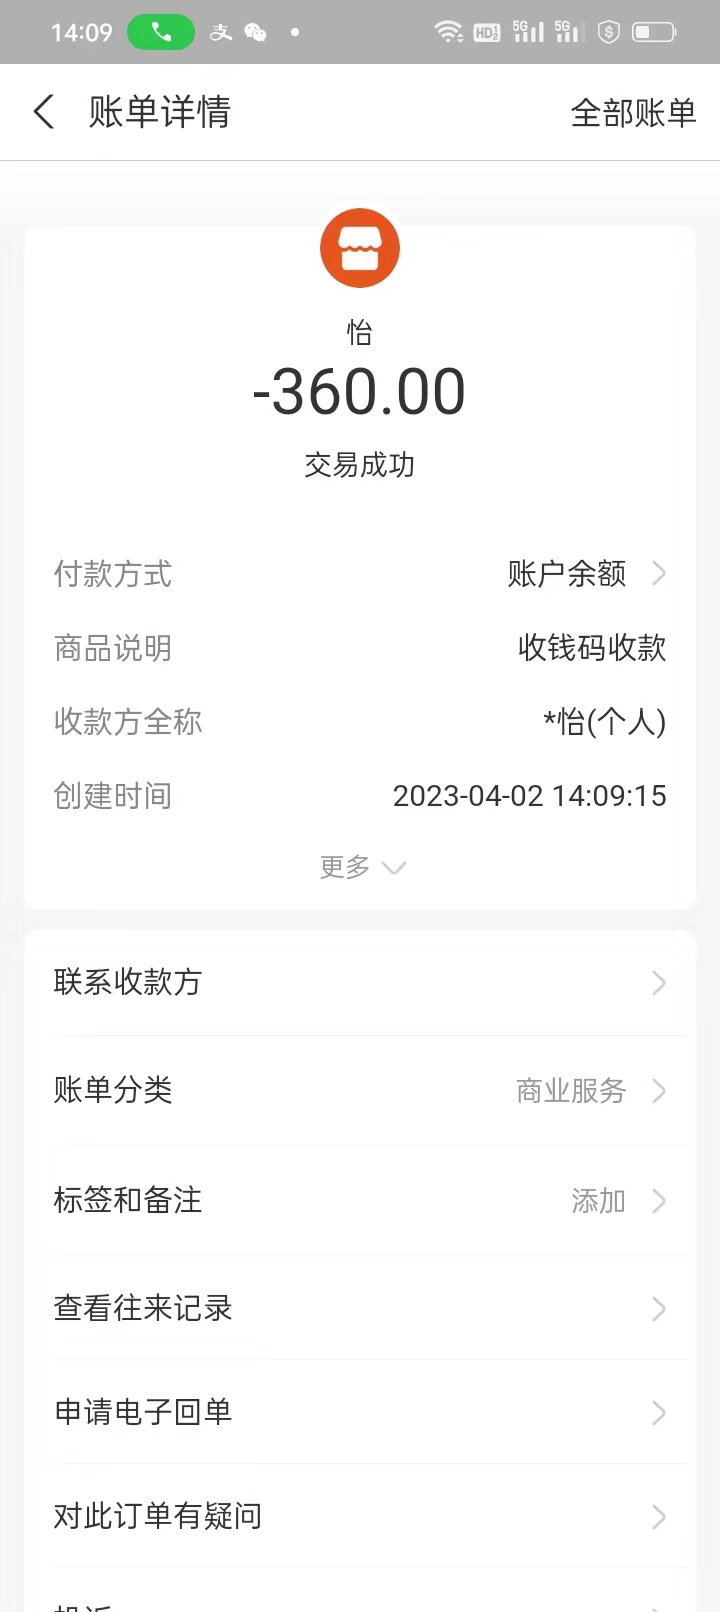 14:09
支
HD
5G
5G
账单详情
全部账单
怡
-360.00
交易成功
付款方式
账户余额
商品说明
收钱码收款
收款方全称
*怡(个人)
创建时间
2023-04-02 14:09:15
更多
联系收款方
账单分类
商业服务
标签和备注
添加
查看往来记录
申请电子回单
对此订单有疑问